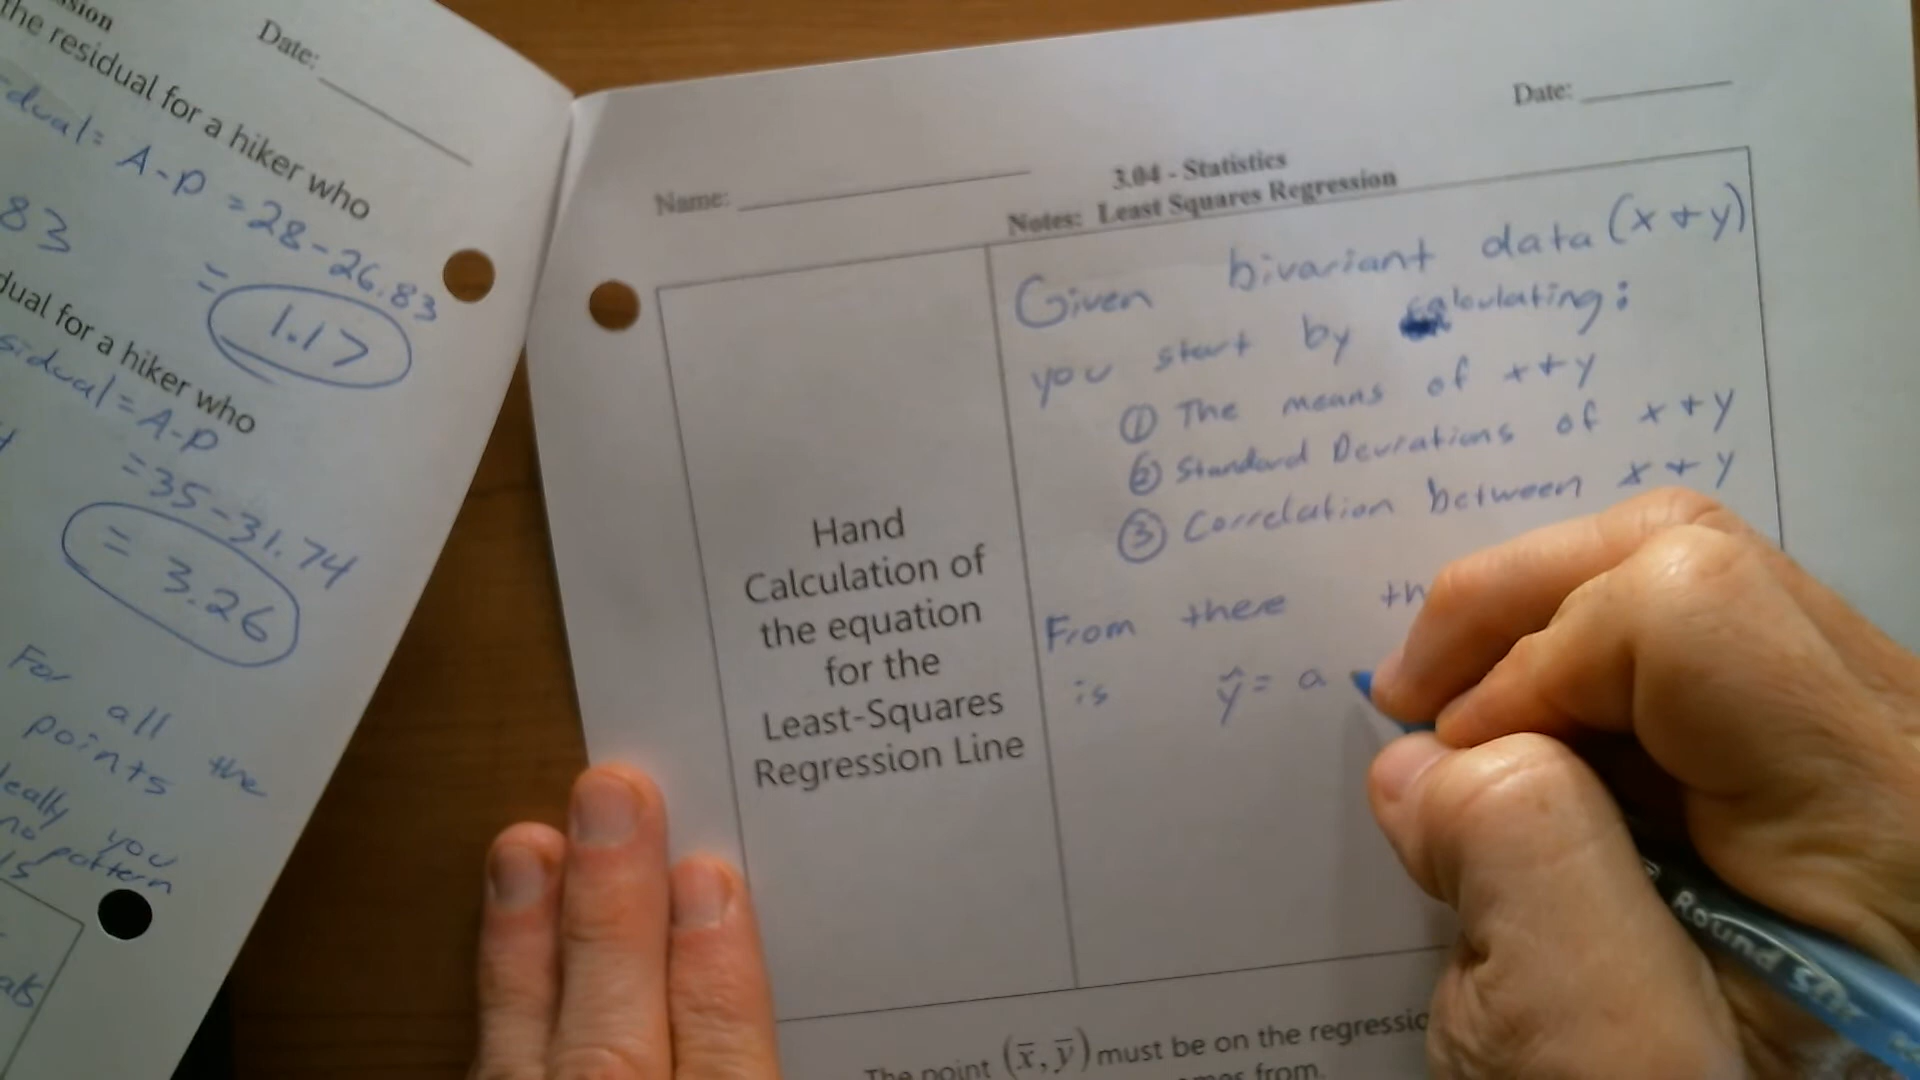 Date:
the residual for a hiker who
dual = A-P = 28-26.83
83
= 1.17
dual for a hiker who
sidual = A-P
= 35-31.74
= 3.26
For all the
points
you
no pattern
Date:
Name:
3.04 - Statistics
Notes: Least Squares Regression
Given bivariant data (x + y)
you start by calculating:
① The means of x + y
② Standard Deviations of x + y
③ Correlation between x + y
From there th
is ŷ = a
Hand
Calculation of
the equation
for the
Least-Squares
Regression Line
The point (x̄, ȳ) must be on the regressio
from.
Round Stic